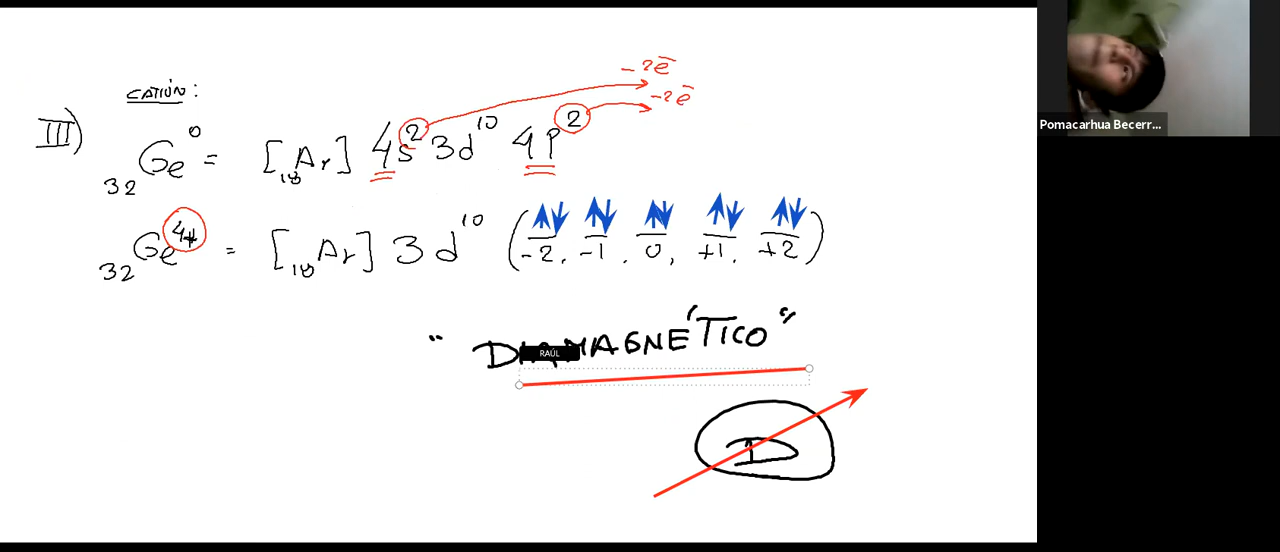 CATIÓN:
III)
₃₂Ge⁰ = [₁₈Ar] 4s² 3d¹⁰ 4p²
-2e⁻
-2e⁻
₃₂Ge⁴⁺ = [₁₈Ar] 3d¹⁰ (-2, -1, 0, +1, +2)
"DIAMAGNÉTICO"
RAÚL
D
Pomacarhua Becerr...